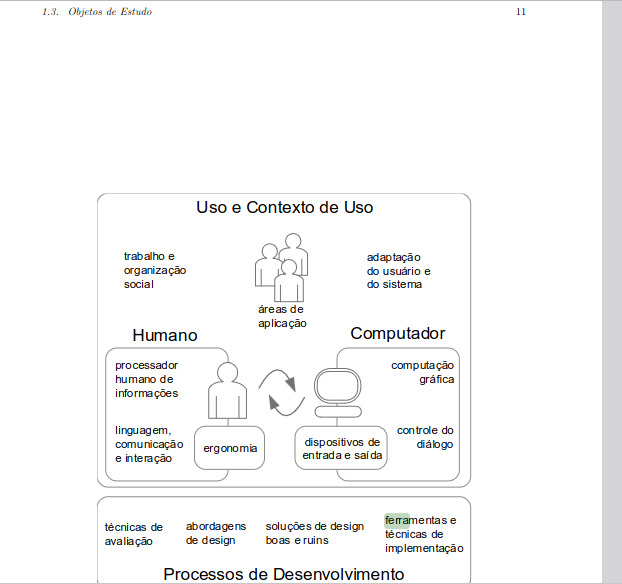 1.3. Objetos de Estudo 11
Uso e Contexto de Uso
trabalho e
organização
social
áreas de
aplicação
adaptação
do usuário e
do sistema
Humano
Computador
processador
humano de
informações
linguagem,
comunicação
e interação
ergonomia
dispositivos de
entrada e saída
computação
gráfica
controle do
diálogo
técnicas de
avaliação
abordagens
de design
soluções de design
boas e ruins
ferramentas e
técnicas de
implementação
Processos de Desenvolvimento